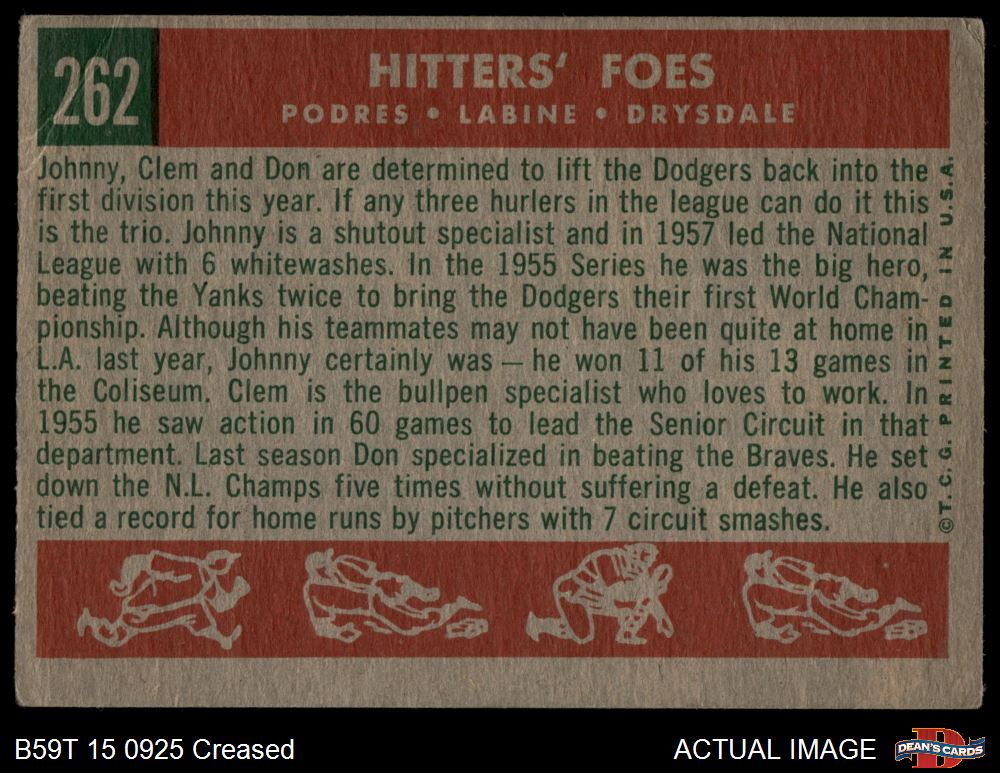 262
HITTERS' FOES
PODRES • LABINE • DRYSDALE
Johnny, Clem and Don are determined to lift the Dodgers back into the
first division this year. If any three hurlers in the league can do it this
is the trio. Johnny is a shutout specialist and in 1957 led the National
League with 6 whitewashes. In the 1955 Series he was the big hero,
beating the Yanks twice to bring the Dodgers their first World Cham-
pionship. Although his teammates may not have been quite at home in
L.A. last year, Johnny certainly was — he won 11 of his 13 games in
the Coliseum. Clem is the bullpen specialist who loves to work. In
1955 he saw action in 60 games to lead the Senior Circuit in that
department. Last season Don specialized in beating the Braves. He set
down the N.L. Champs five times without suffering a defeat. He also
tied a record for home runs by pitchers with 7 circuit smashes.
©T. C. G. PRINTED IN U.S.A.
B59T 15 0925 Creased
ACTUAL IMAGE
DEAN'S CARDS